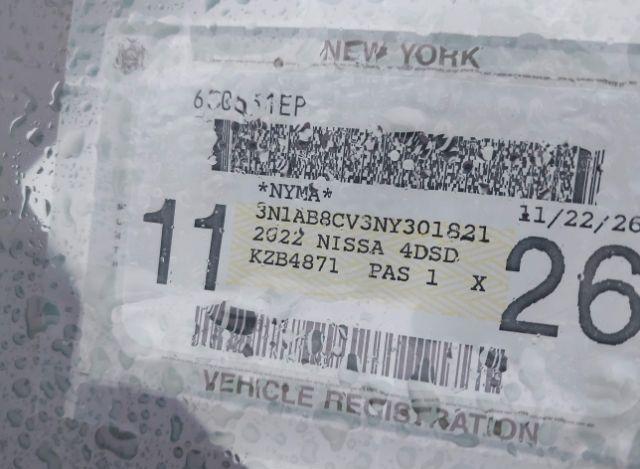 NEW YORK
*NYMA*
3N1AB8CV3NY301821
11/22/26
11
2022 NISSA 4DSD
KZB4871 PAS 1 X
26
VEHICLE REGISTRATION